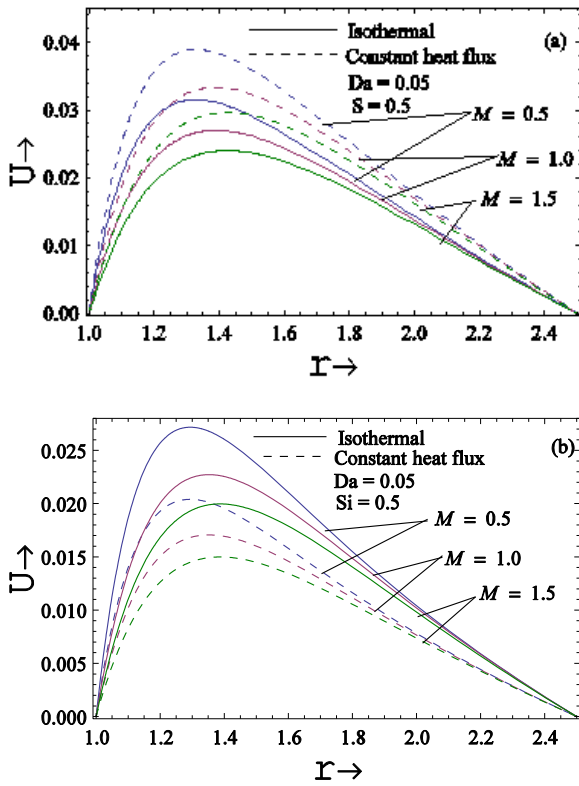 (a)
Isothermal
Constant heat flux
Da = 0.05
S = 0.5
M = 0.5
M = 1.0
M = 1.5
U→
0.04
0.03
0.02
0.01
0.00
1.0 1.2 1.4 1.6 1.8 2.0 2.2 2.4
r→
(b)
Isothermal
Constant heat flux
Da = 0.05
Si = 0.5
M = 0.5
M = 1.0
M = 1.5
U→
0.025
0.020
0.015
0.010
0.005
0.000
1.0 1.2 1.4 1.6 1.8 2.0 2.2 2.4
r→